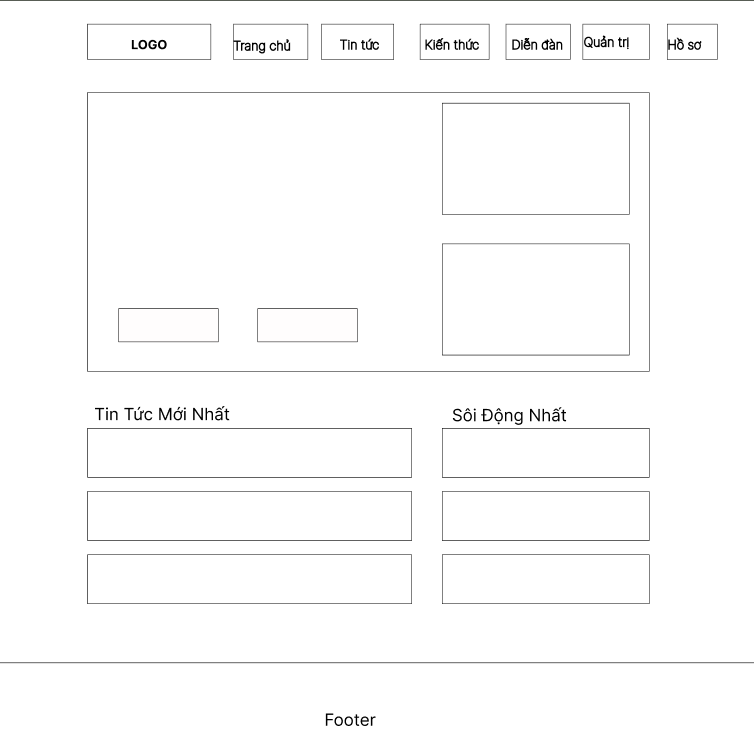 LOGO
Trang chủ
Tin tức
Kiến thức
Diễn đàn
Quản trị
Hồ sơ
Tin Tức Mới Nhất
Sôi Động Nhất
Footer